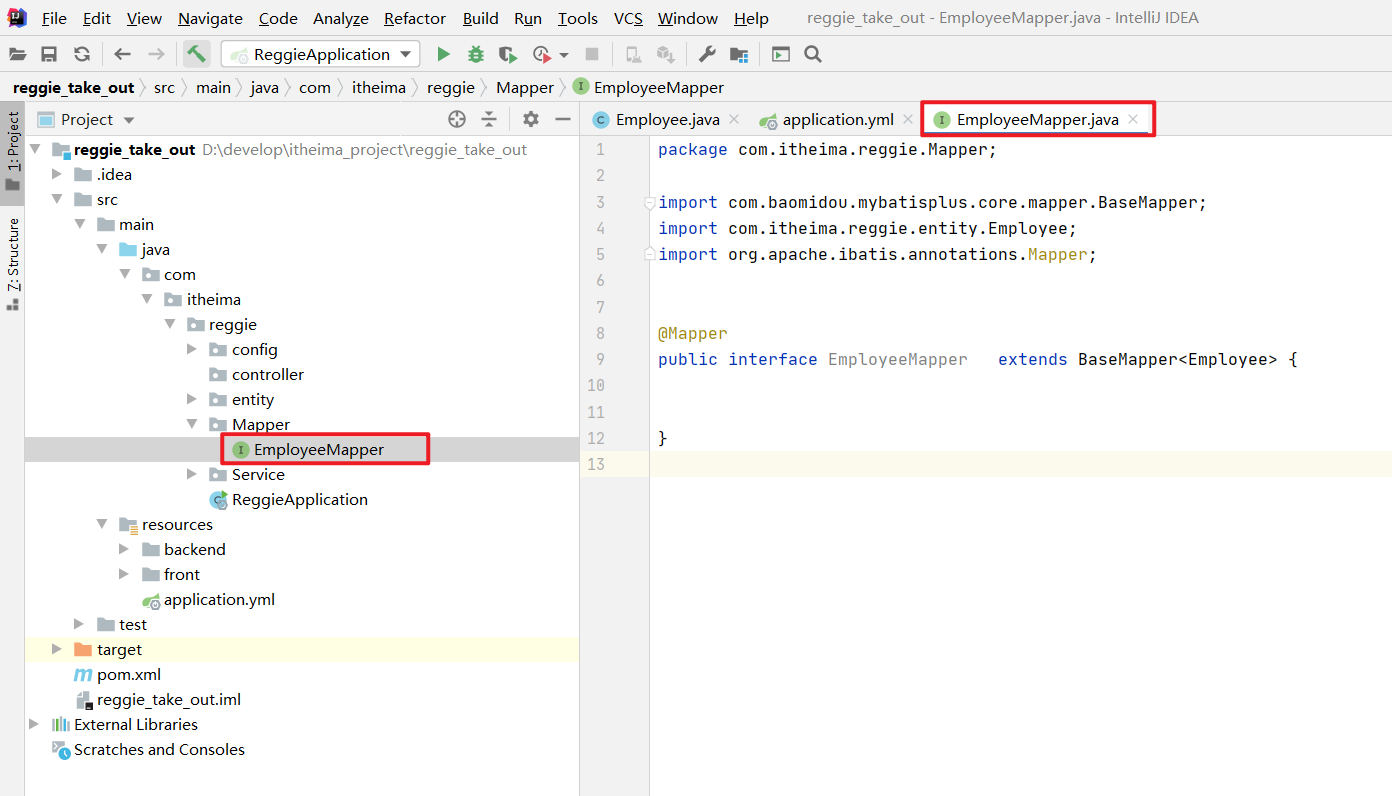 File Edit View Navigate Code Analyze Refactor Build Run Tools VCS Window Help reggie_take_out - EmployeeMapper.java - IntelliJ IDEA
ReggieApplication
reggie_take_out src main java com itheima reggie Mapper EmployeeMapper
1: Project
Z: Structure
Project
reggie_take_out D:\develop\itheima_project\reggie_take_out
.idea
src
main
java
com
itheima
reggie
config
controller
entity
Mapper
EmployeeMapper
Service
ReggieApplication
resources
backend
front
application.yml
test
target
pom.xml
reggie_take_out.iml
External Libraries
Scratches and Consoles
Employee.java application.yml EmployeeMapper.java
1 package com.itheima.reggie.Mapper;
2
3 import com.baomidou.mybatisplus.core.mapper.BaseMapper;
4 import com.itheima.reggie.entity.Employee;
5 import org.apache.ibatis.annotations.Mapper;
6
7
8 @Mapper
9 public interface EmployeeMapper extends BaseMapper<Employee> {
10
11
12 }
13